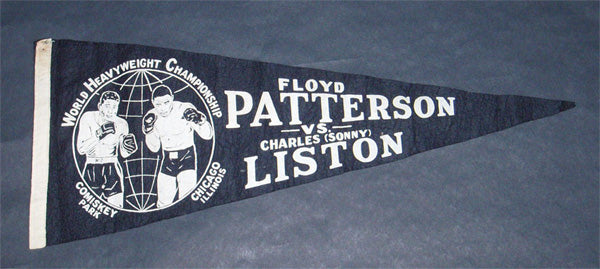 WORLD HEAVYWEIGHT CHAMPIONSHIP
COMISKEY
PARK
CHICAGO
ILLINOIS
FLOYD
PATTERSON
—VS.—
CHARLES (SONNY)
LISTON